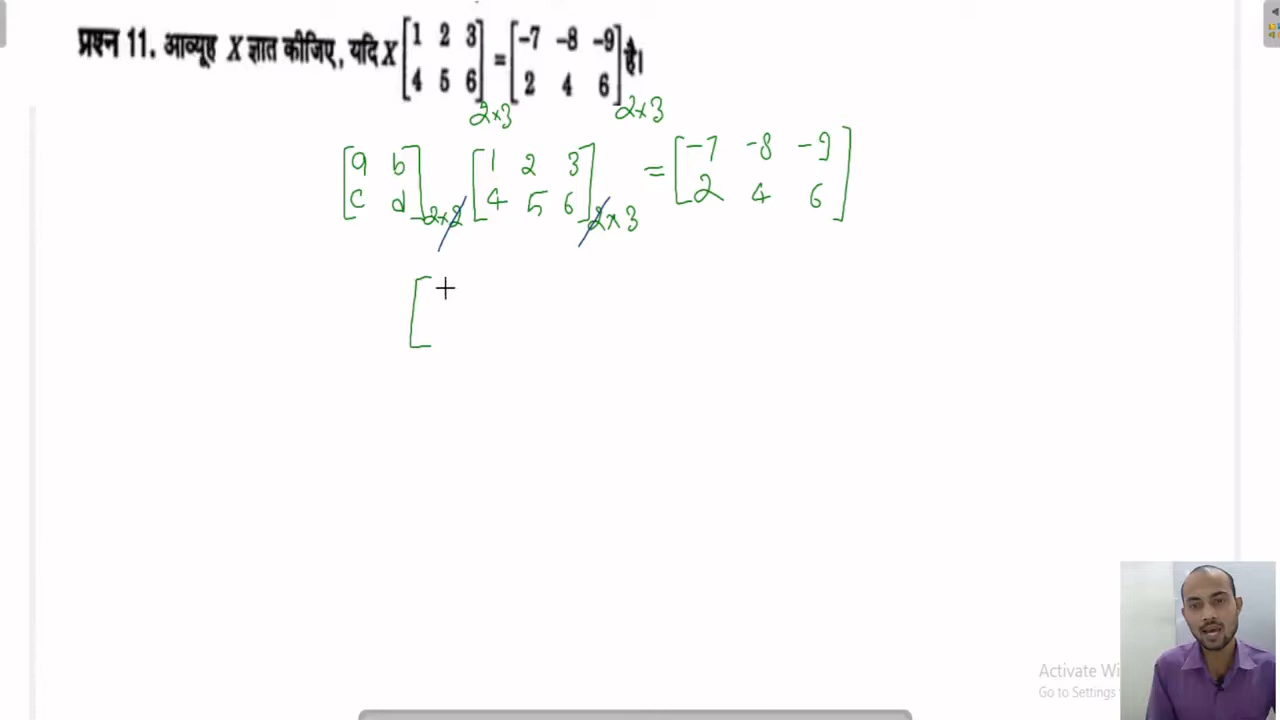 प्रश्न 11. आव्यूह X ज्ञात कीजिए, यदि X [1 2 3] = [-7 -8 -9] है।
[4 5 6] [2 4 6]
2×3 2×3
[a b] [1 2 3] = [-7 -8 -9]
[c d] 2×2 [4 5 6] 2×3 [2 4 6]
[
Activate Wi
Go to Settings